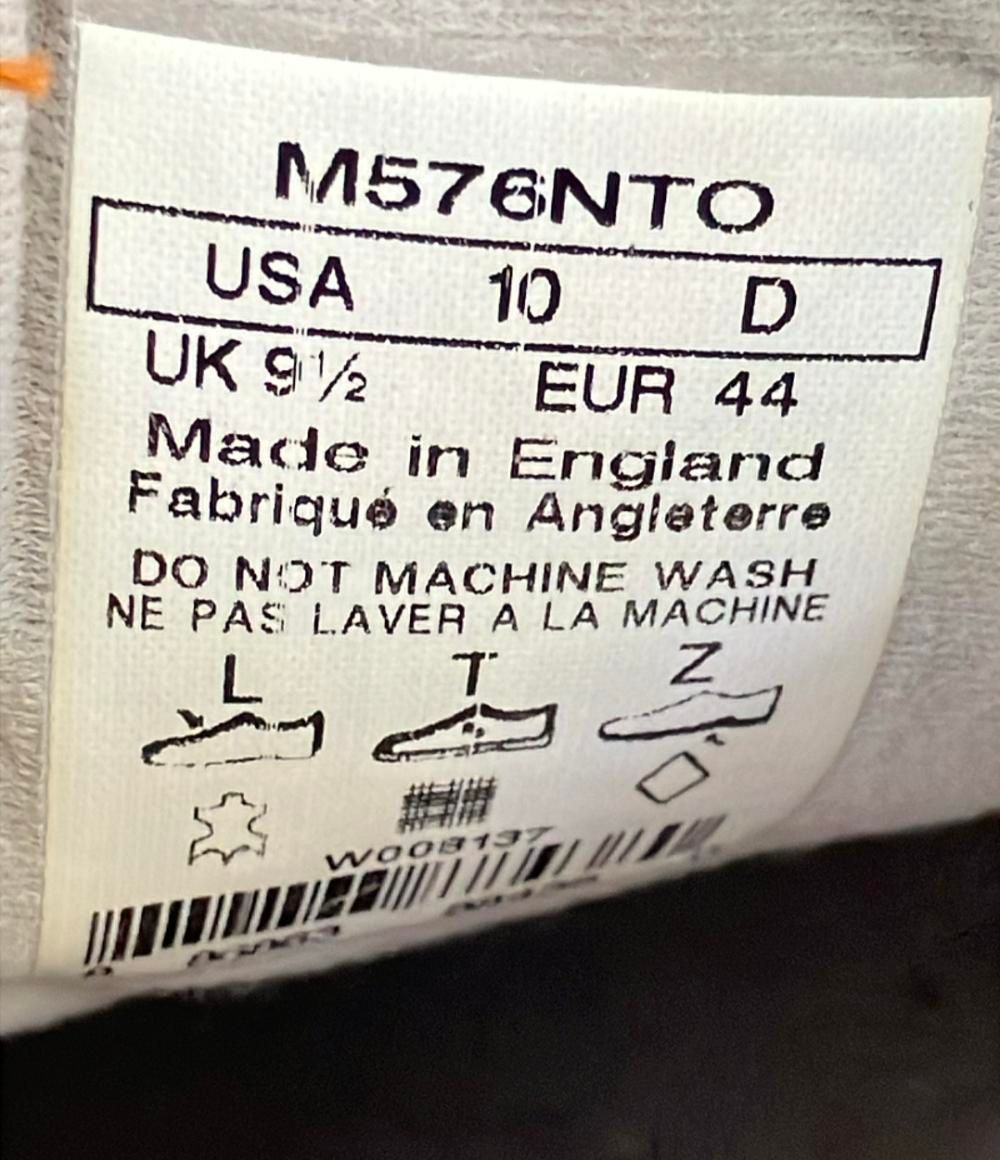 M576NTO
USA 10 D
UK 9½ EUR 44
Made in England
Fabriqué en Angleterre
DO NOT MACHINE WASH
NE PAS LAVER A LA MACHINE
L T Z
W008137